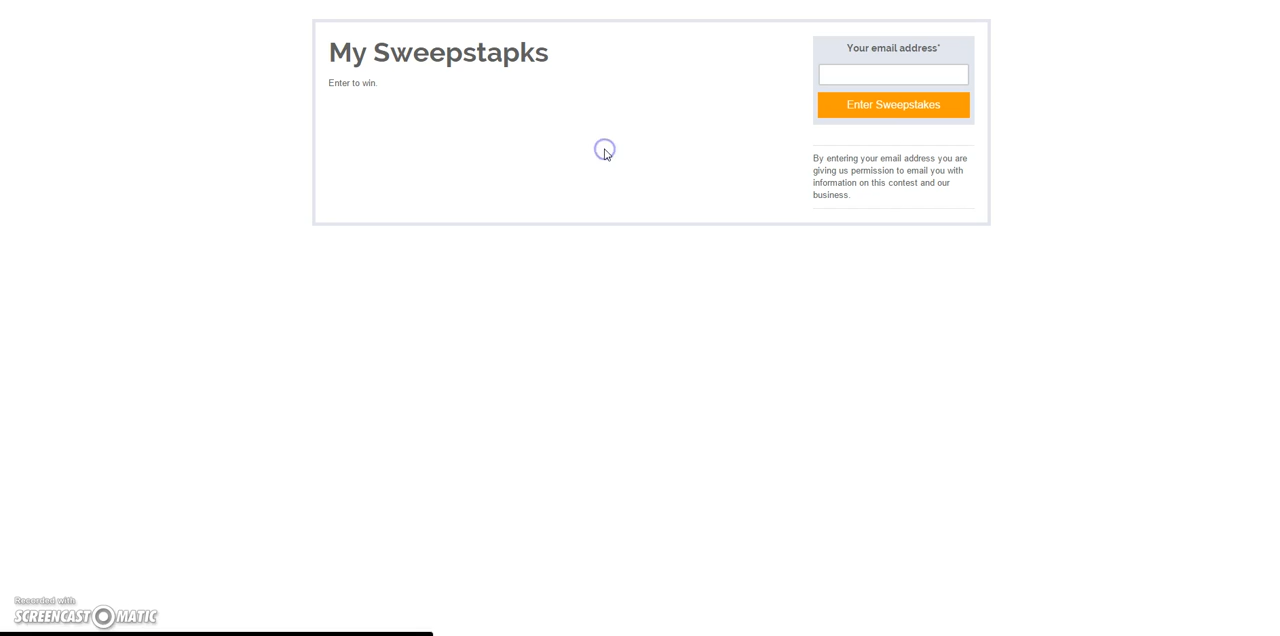 My Sweepstapks
Enter to win.
Your email address*
Enter Sweepstakes
By entering your email address you are
giving us permission to email you with
information on this contest and our
business.
Recorded with
SCREENCAST MATIC